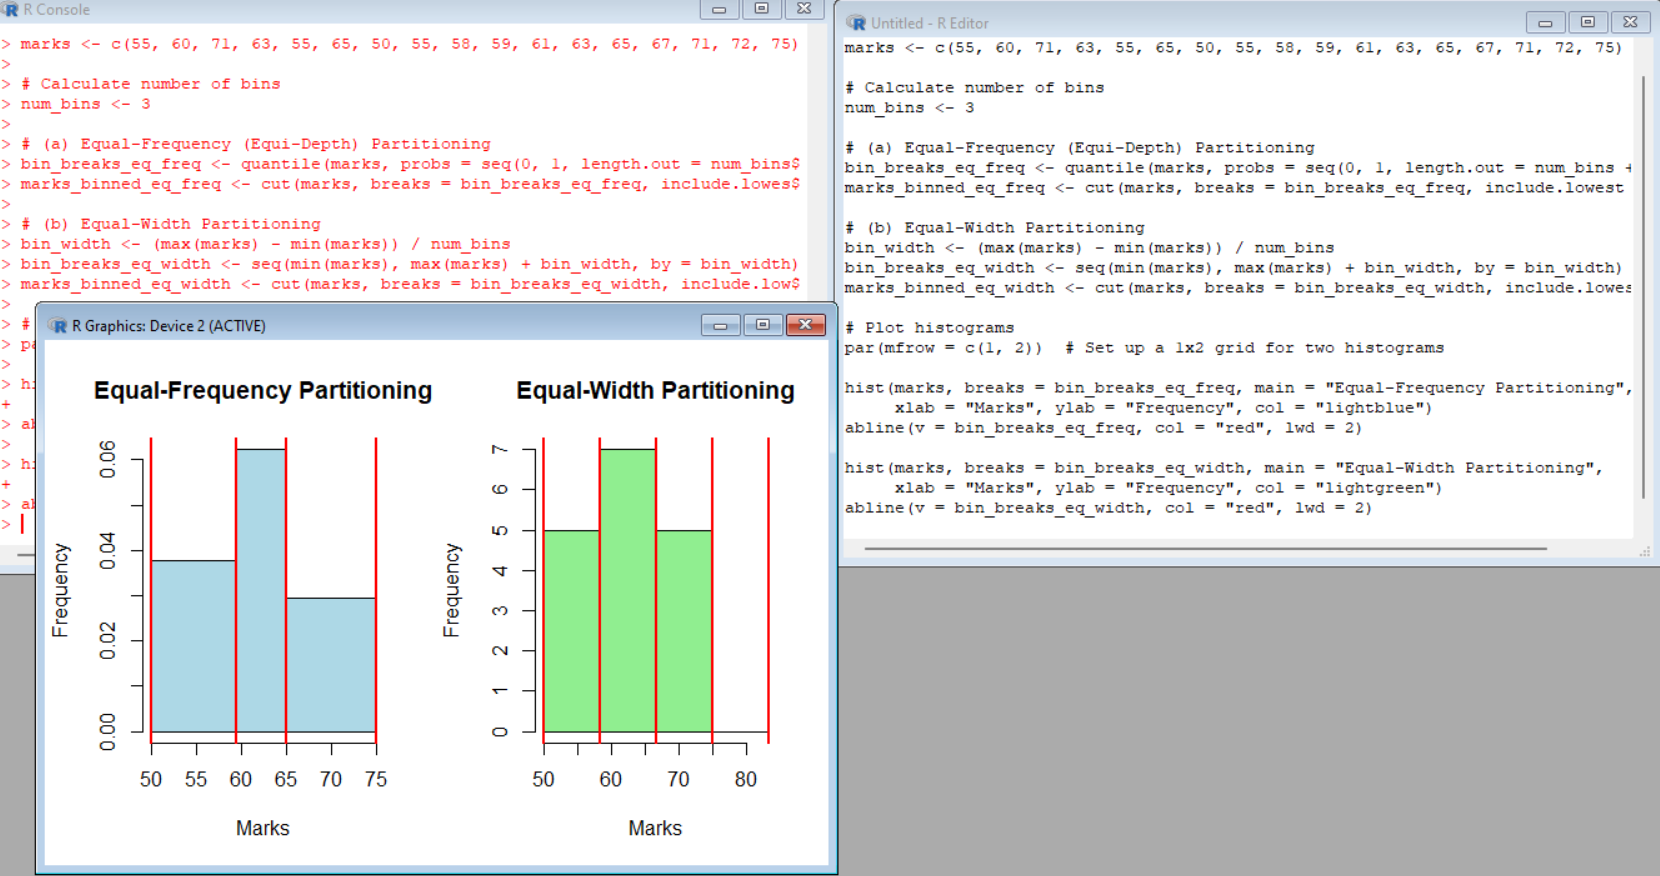 R Console
> marks <- c(55, 60, 71, 63, 55, 65, 50, 55, 58, 59, 61, 63, 65, 67, 71, 72, 75)
>
> # Calculate number of bins
> num_bins <- 3
>
> # (a) Equal-Frequency (Equi-Depth) Partitioning
> bin_breaks_eq_freq <- quantile(marks, probs = seq(0, 1, length.out = num_bins$
> marks_binned_eq_freq <- cut(marks, breaks = bin_breaks_eq_freq, include.lowes$
>
> # (b) Equal-Width Partitioning
> bin_width <- (max(marks) - min(marks)) / num_bins
> bin_breaks_eq_width <- seq(min(marks), max(marks) + bin_width, by = bin_width)
> marks_binned_eq_width <- cut(marks, breaks = bin_breaks_eq_width, include.low$
>
> #
> pa
>
> hi
+
> ab
>
> hi
+
> ab
>
R Graphics: Device 2 (ACTIVE)
Equal-Frequency Partitioning
Frequency
0.06
0.04
0.02
0.00
50 55 60 65 70 75
Marks
Equal-Width Partitioning
Frequency
7
6
5
4
3
2
1
0
50 60 70 80
Marks
Untitled - R Editor
marks <- c(55, 60, 71, 63, 55, 65, 50, 55, 58, 59, 61, 63, 65, 67, 71, 72, 75)
# Calculate number of bins
num_bins <- 3
# (a) Equal-Frequency (Equi-Depth) Partitioning
bin_breaks_eq_freq <- quantile(marks, probs = seq(0, 1, length.out = num_bins +
marks_binned_eq_freq <- cut(marks, breaks = bin_breaks_eq_freq, include.lowest
# (b) Equal-Width Partitioning
bin_width <- (max(marks) - min(marks)) / num_bins
bin_breaks_eq_width <- seq(min(marks), max(marks) + bin_width, by = bin_width)
marks_binned_eq_width <- cut(marks, breaks = bin_breaks_eq_width, include.lowes
# Plot histograms
par(mfrow = c(1, 2))  # Set up a 1x2 grid for two histograms
hist(marks, breaks = bin_breaks_eq_freq, main = "Equal-Frequency Partitioning",
     xlab = "Marks", ylab = "Frequency", col = "lightblue")
abline(v = bin_breaks_eq_freq, col = "red", lwd = 2)
hist(marks, breaks = bin_breaks_eq_width, main = "Equal-Width Partitioning",
     xlab = "Marks", ylab = "Frequency", col = "lightgreen")
abline(v = bin_breaks_eq_width, col = "red", lwd = 2)